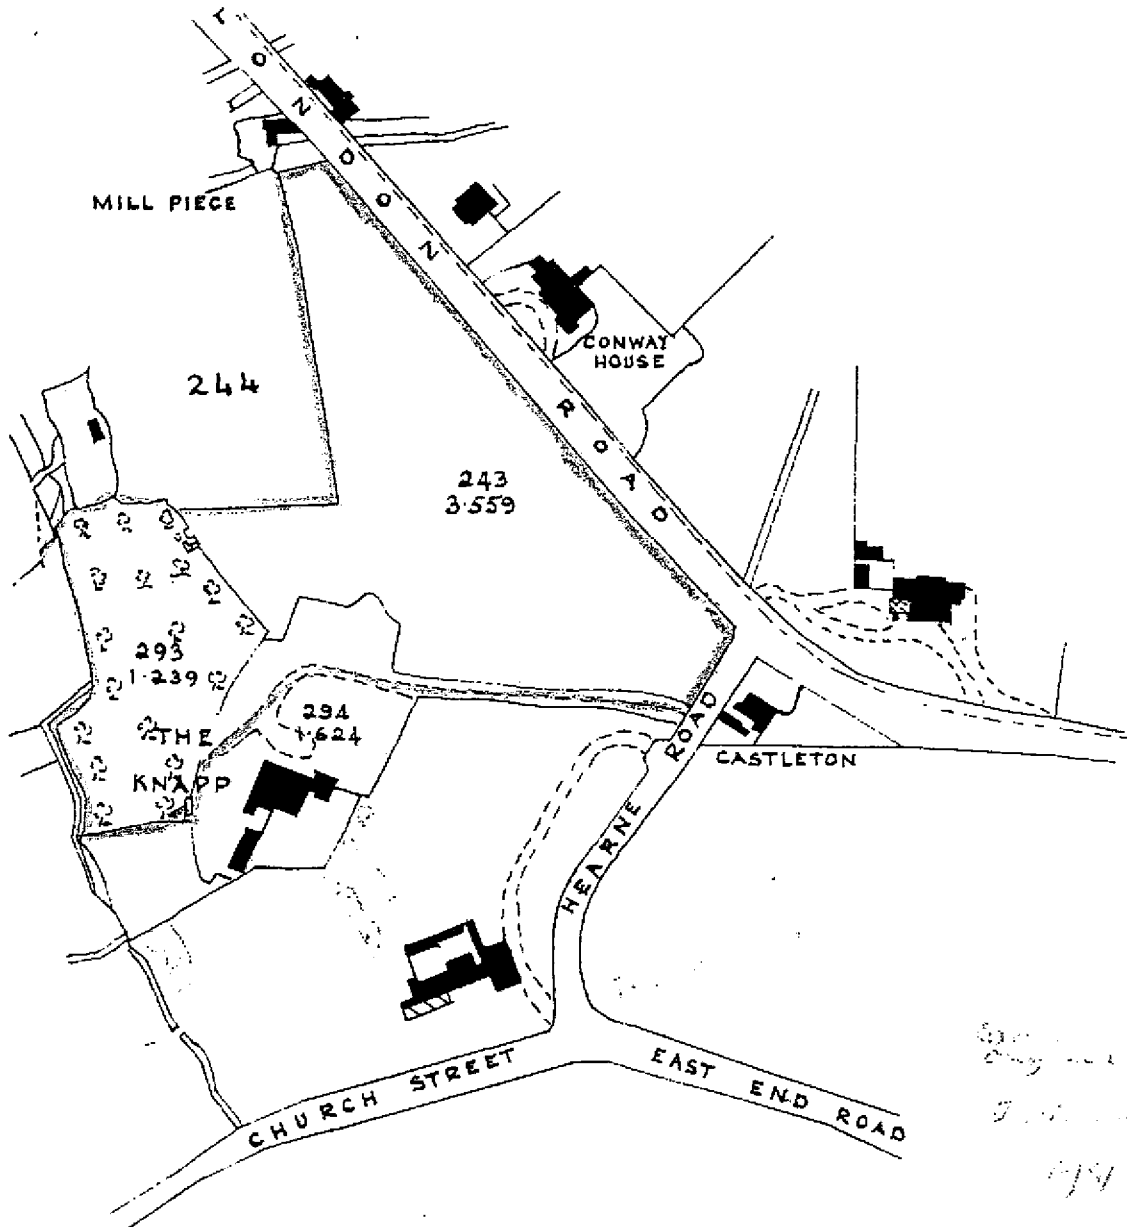 LONDON ROAD
MILL PIECE
CONWAY
HOUSE
244
243
3·559
293
1·239
THE
KNAPP
294
1·624
HEARNE ROAD
CASTLETON
CHURCH STREET
EAST END ROAD